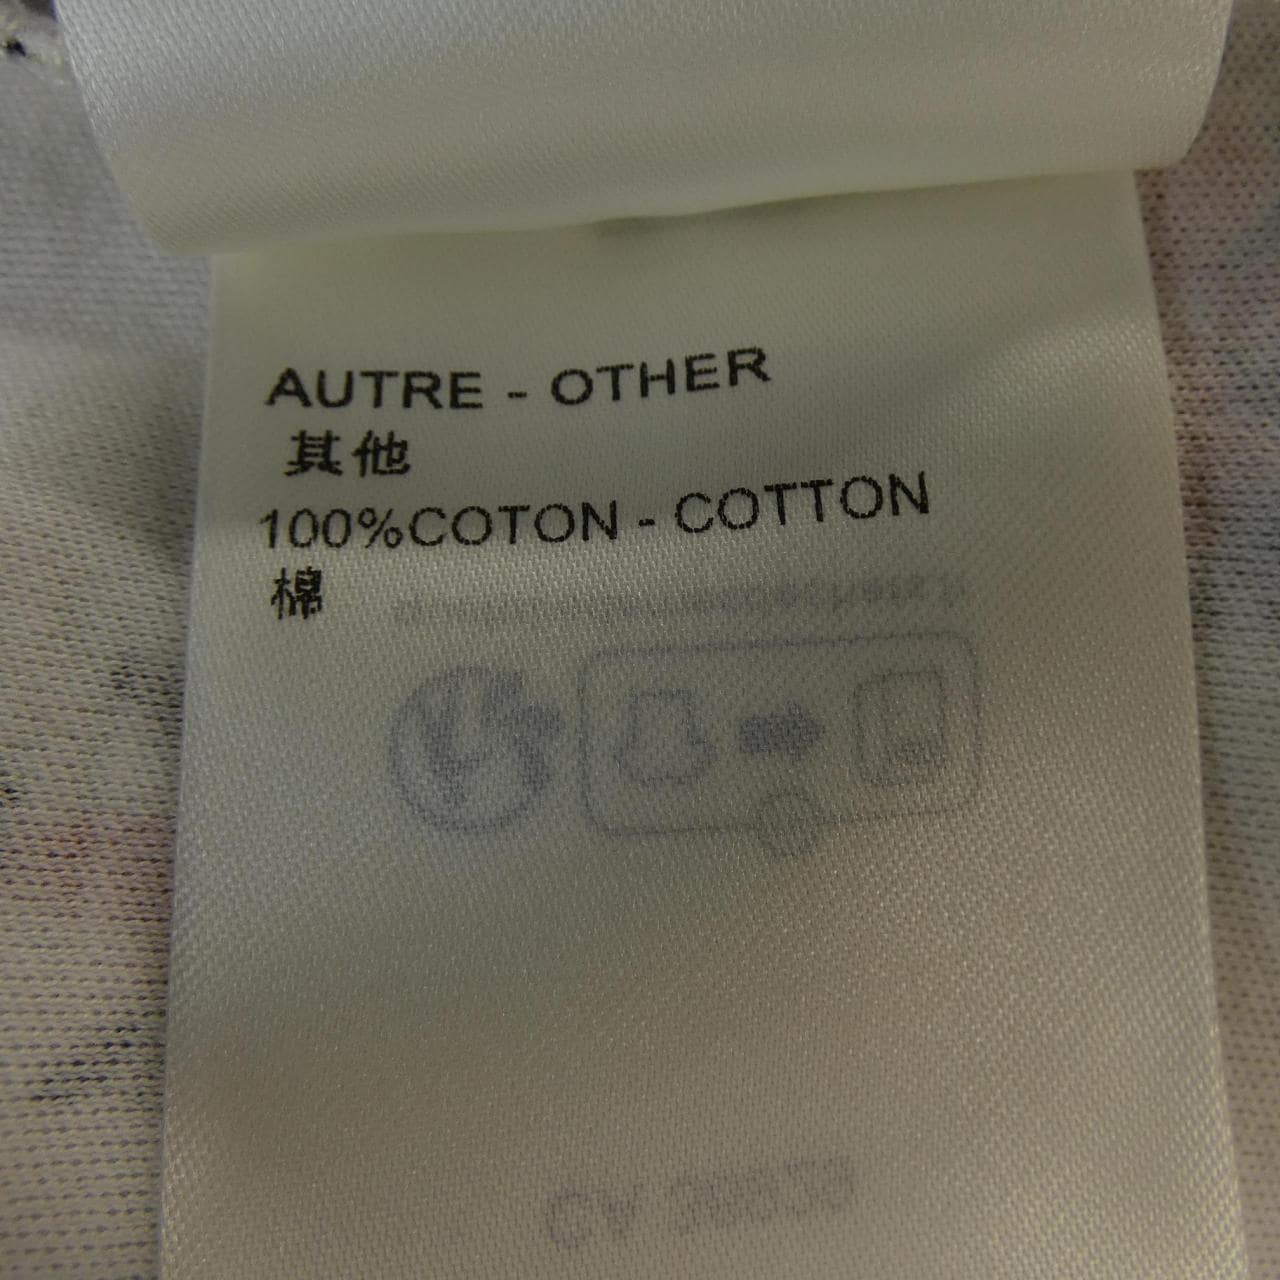 AUTRE - OTHER
其他
100%COTON - COTTON
棉